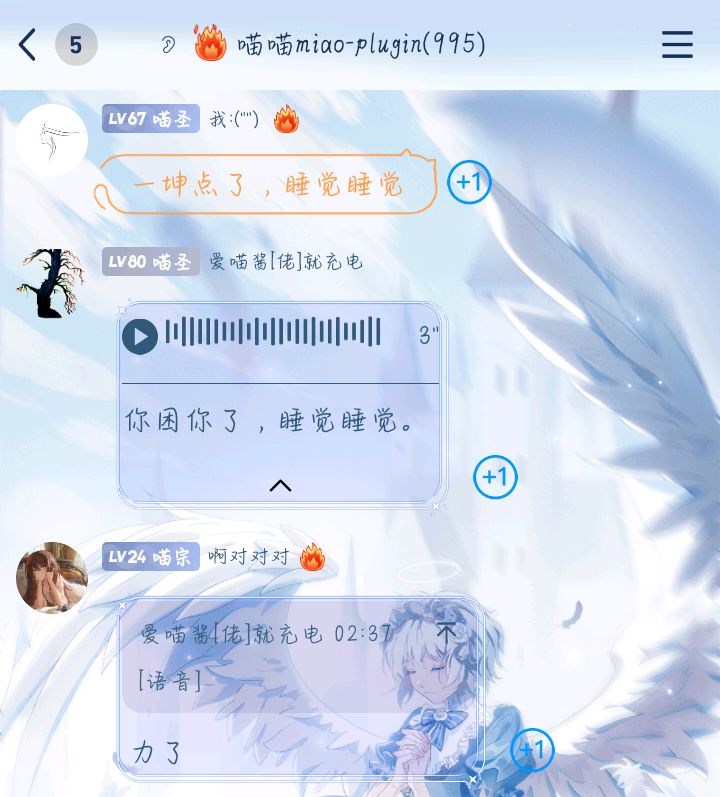 5
喵喵miao-plugin(995)
LV67 喵圣 我:("")
一坤点了，睡觉睡觉
+1
LV80 喵圣 爱喵酱[佬]就充电
3"
你困你了，睡觉睡觉。
+1
LV24 喵宗 啊对对对
爱喵酱[佬]就充电 02:37
[语音]
力了
+1